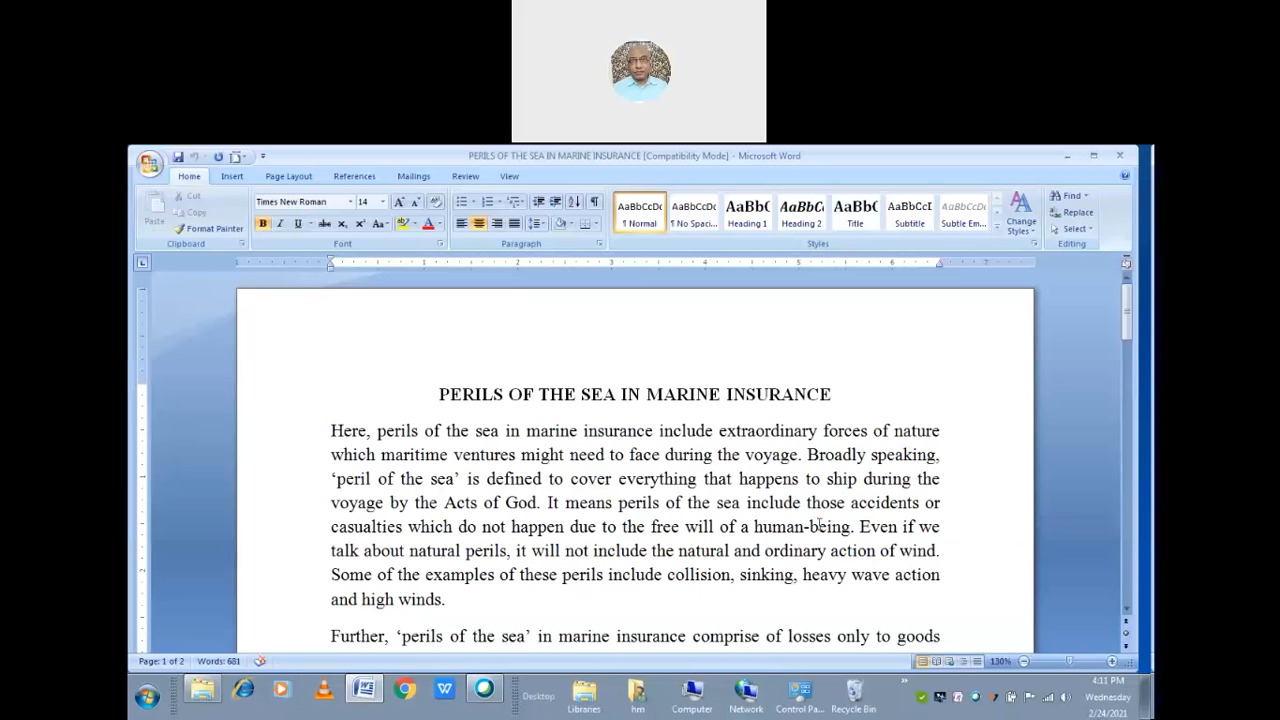 PERILS OF THE SEA IN MARINE INSURANCE [Compatibility Mode] - Microsoft Word
Home Insert Page Layout References Mailings Review View
Cut
Copy
Paste
Format Painter
Clipboard
Times New Roman 14
Font
Paragraph
AaBbCcDc AaBbCcDc AaBbC AaBbC AaBbC AaBbCcI AaBbCcDc
¶ Normal ¶ No Spaci... Heading 1 Heading 2 Title Subtitle Subtle Em...
Styles
Change
Styles
Find
Replace
Select
Editing
PERILS OF THE SEA IN MARINE INSURANCE
Here, perils of the sea in marine insurance include extraordinary forces of nature
which maritime ventures might need to face during the voyage. Broadly speaking,
‘peril of the sea’ is defined to cover everything that happens to ship during the
voyage by the Acts of God. It means perils of the sea include those accidents or
casualties which do not happen due to the free will of a human-being. Even if we
talk about natural perils, it will not include the natural and ordinary action of wind.
Some of the examples of these perils include collision, sinking, heavy wave action
and high winds.
Further, ‘perils of the sea’ in marine insurance comprise of losses only to goods
Page: 1 of 2 Words: 681
130%
Desktop
Libraries
hm
Computer
Network
Control Pa...
Recycle Bin
4:11 PM
Wednesday
2/24/2021